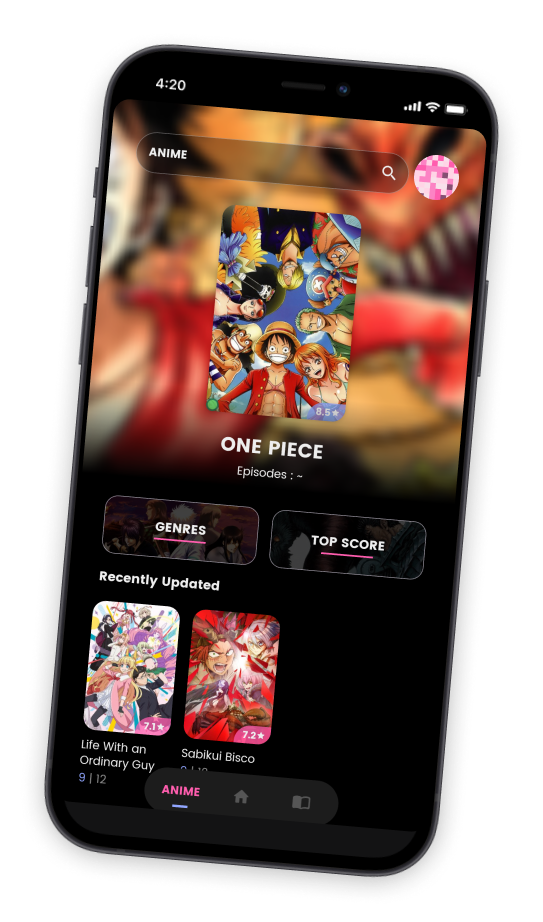 4:20
ANIME
8.5★
ONE PIECE
Episodes : ~
GENRES
TOP SCORE
Recently Updated
7.1★
7.2★
Life With an
Ordinary Guy
9 | 12
Sabikui Bisco
ANIME